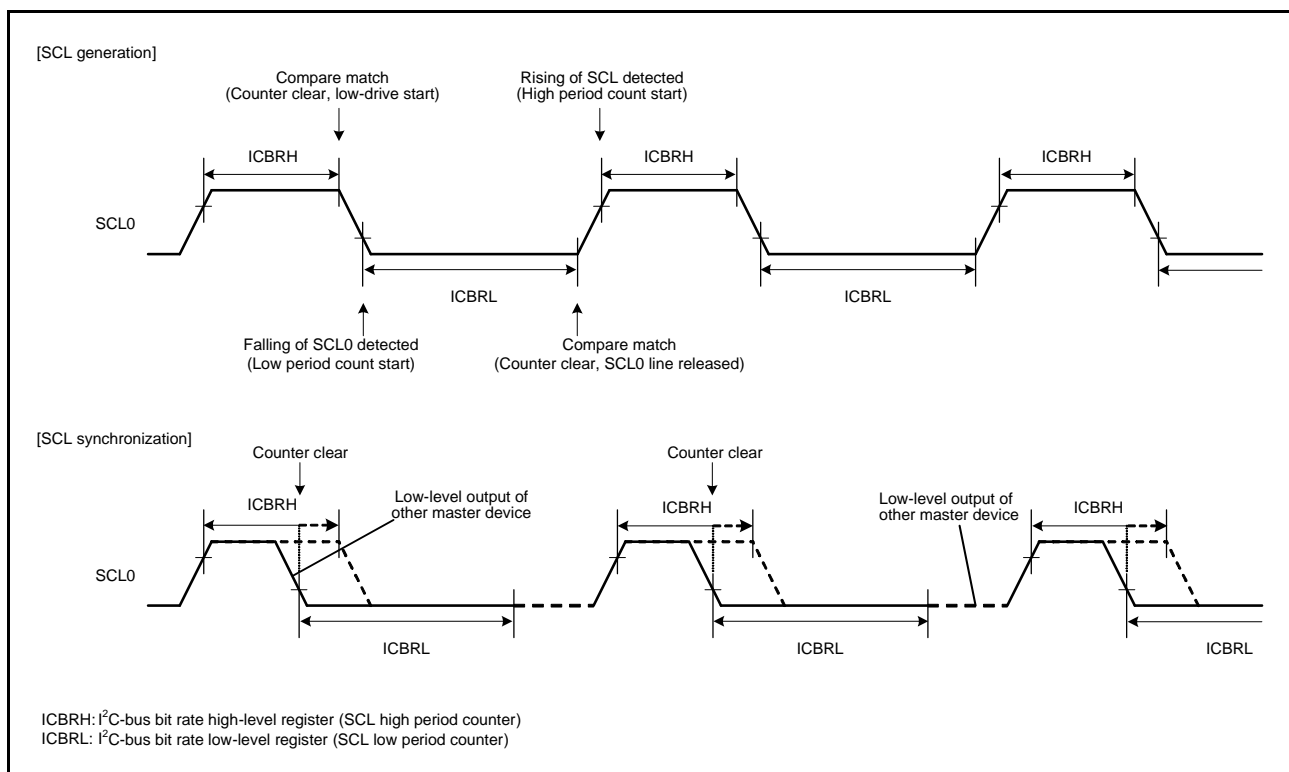 [SCL generation]
Compare match
(Counter clear, low-drive start)
Rising of SCL detected
(High period count start)
ICBRH
ICBRH
ICBRH
SCL0
ICBRL
ICBRL
Falling of SCL0 detected
(Low period count start)
Compare match
(Counter clear, SCL0 line released)
[SCL synchronization]
Counter clear
Counter clear
ICBRH
Low-level output of
other master device
ICBRH
Low-level output of
other master device
ICBRH
SCL0
ICBRL
ICBRL
ICBRL
ICBRH: I²C-bus bit rate high-level register (SCL high period counter)
ICBRL: I²C-bus bit rate low-level register (SCL low period counter)